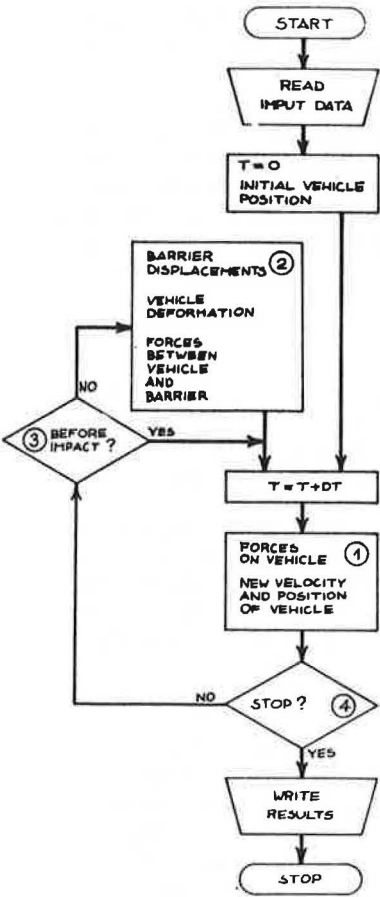 START
READ
IMPUT DATA
T=0
INITIAL VEHICLE
POSITION
BARRIER
DISPLACEMENTS 2
VEHICLE
DEFORMATION
FORCES
BETWEEN
VEHICLE
AND
BARRIER
NO
3 BEFORE
IMPACT ?
YES
T = T+DT
FORCES
ON VEHICLE 1
NEW VELOCITY
AND POSITION
OF VEHICLE
NO
STOP ? 4
YES
WRITE
RESULTS
STOP